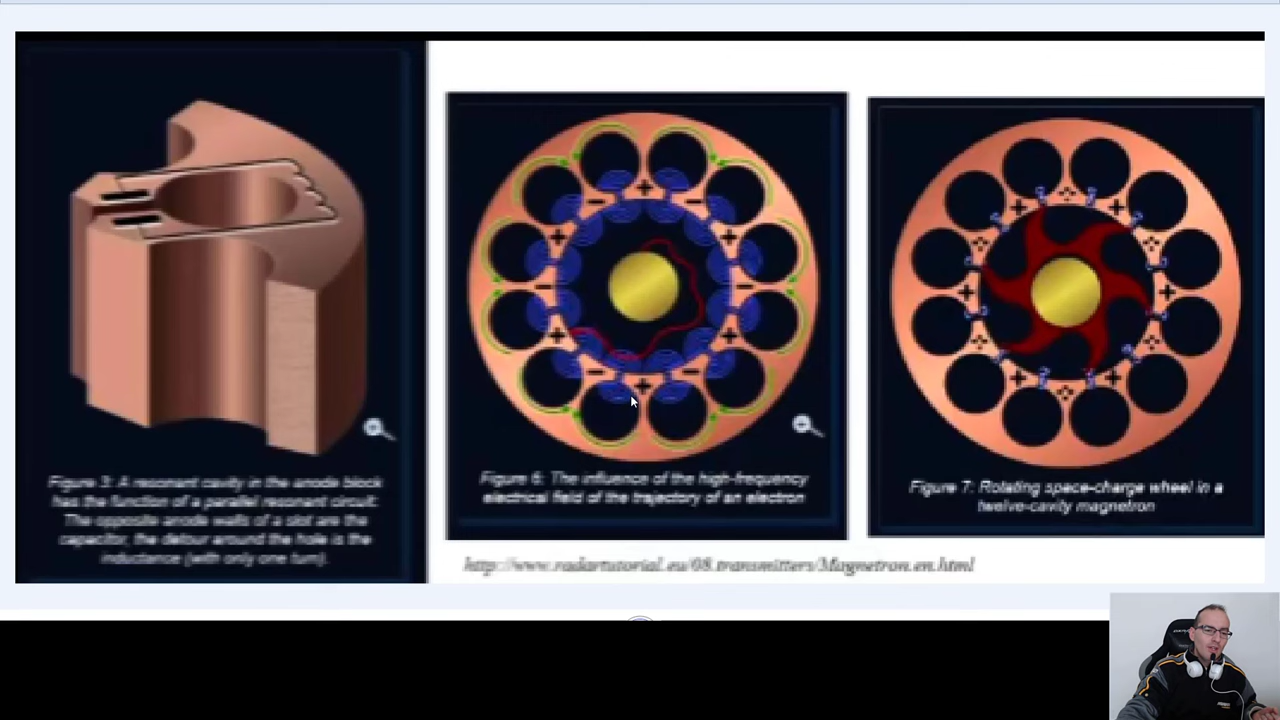 Figure 3: A resonant cavity in the anode block
has the function of a parallel resonant circuit:
The opposite anode walls of a slot are the
capacitor, the detour around the hole is the
inductance (with only one turn).
Figure 6: The influence of the high-frequency
electrical field of the trajectory of an electron
Figure 7: Rotating space-charge wheel in a
twelve-cavity magnetron
http://www.radartutorial.eu/08.transmitters/Magnetron.en.html